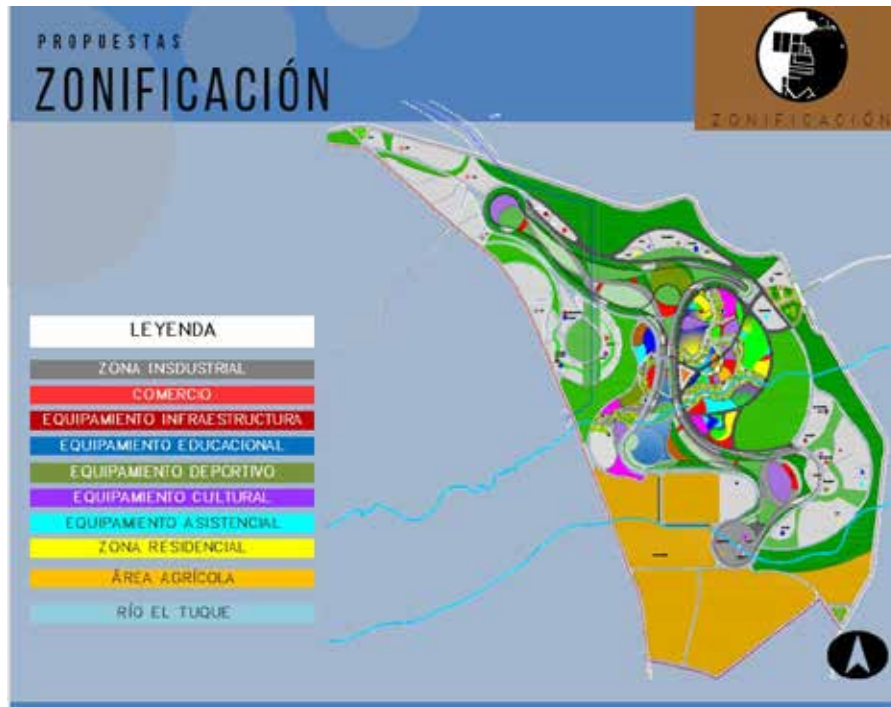 PROPUESTAS
ZONIFICACIÓN
ZONIFICACIÓN
LEYENDA
ZONA INSDUSTRIAL
COMERCIO
EQUIPAMIENTO INFRAESTRUCTURA
EQUIPAMIENTO EDUCACIONAL
EQUIPAMIENTO DEPORTIVO
EQUIPAMIENTO CULTURAL
EQUIPAMIENTO ASISTENCIAL
ZONA RESIDENCIAL
ÁREA AGRÍCOLA
RÍO EL TUQUE